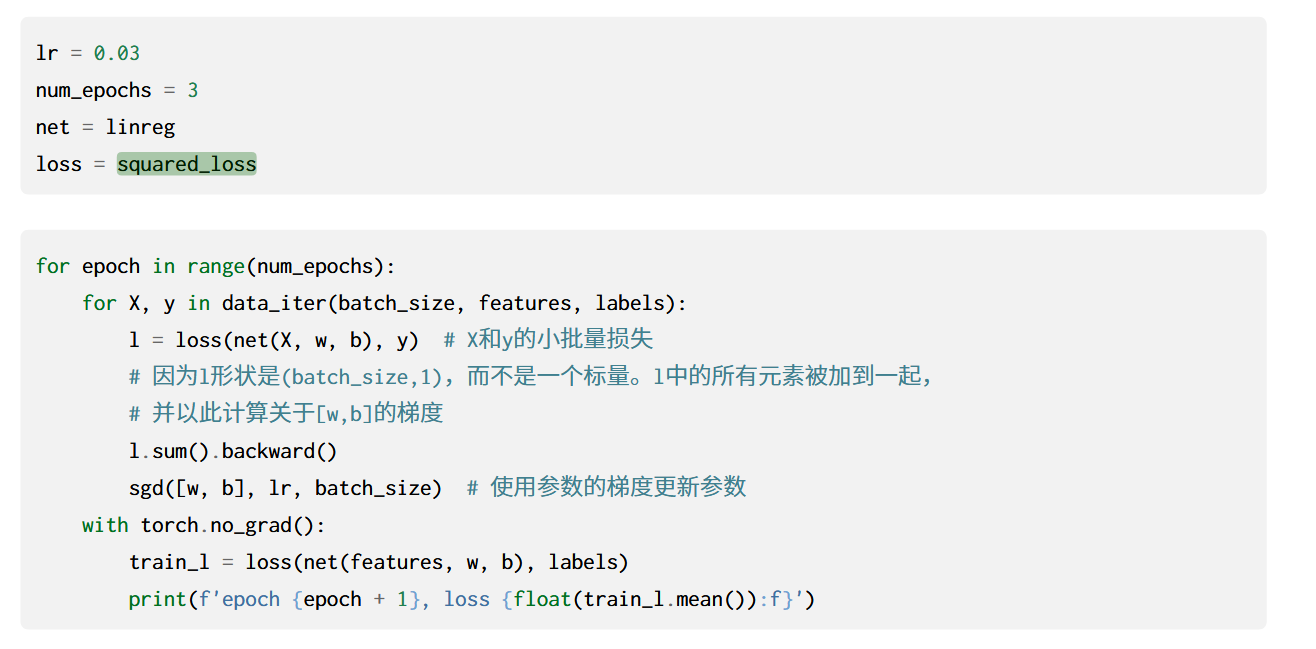 lr = 0.03
num_epochs = 3
net = linreg
loss = squared_loss
for epoch in range(num_epochs):
    for X, y in data_iter(batch_size, features, labels):
        l = loss(net(X, w, b), y)  # X和y的小批量损失
        # 因为l形状是(batch_size,1)，而不是一个标量。l中的所有元素被加到一起，
        # 并以此计算关于[w,b]的梯度
        l.sum().backward()
        sgd([w, b], lr, batch_size)  # 使用参数的梯度更新参数
    with torch.no_grad():
        train_l = loss(net(features, w, b), labels)
        print(f'epoch {epoch + 1}, loss {float(train_l.mean()):f}')